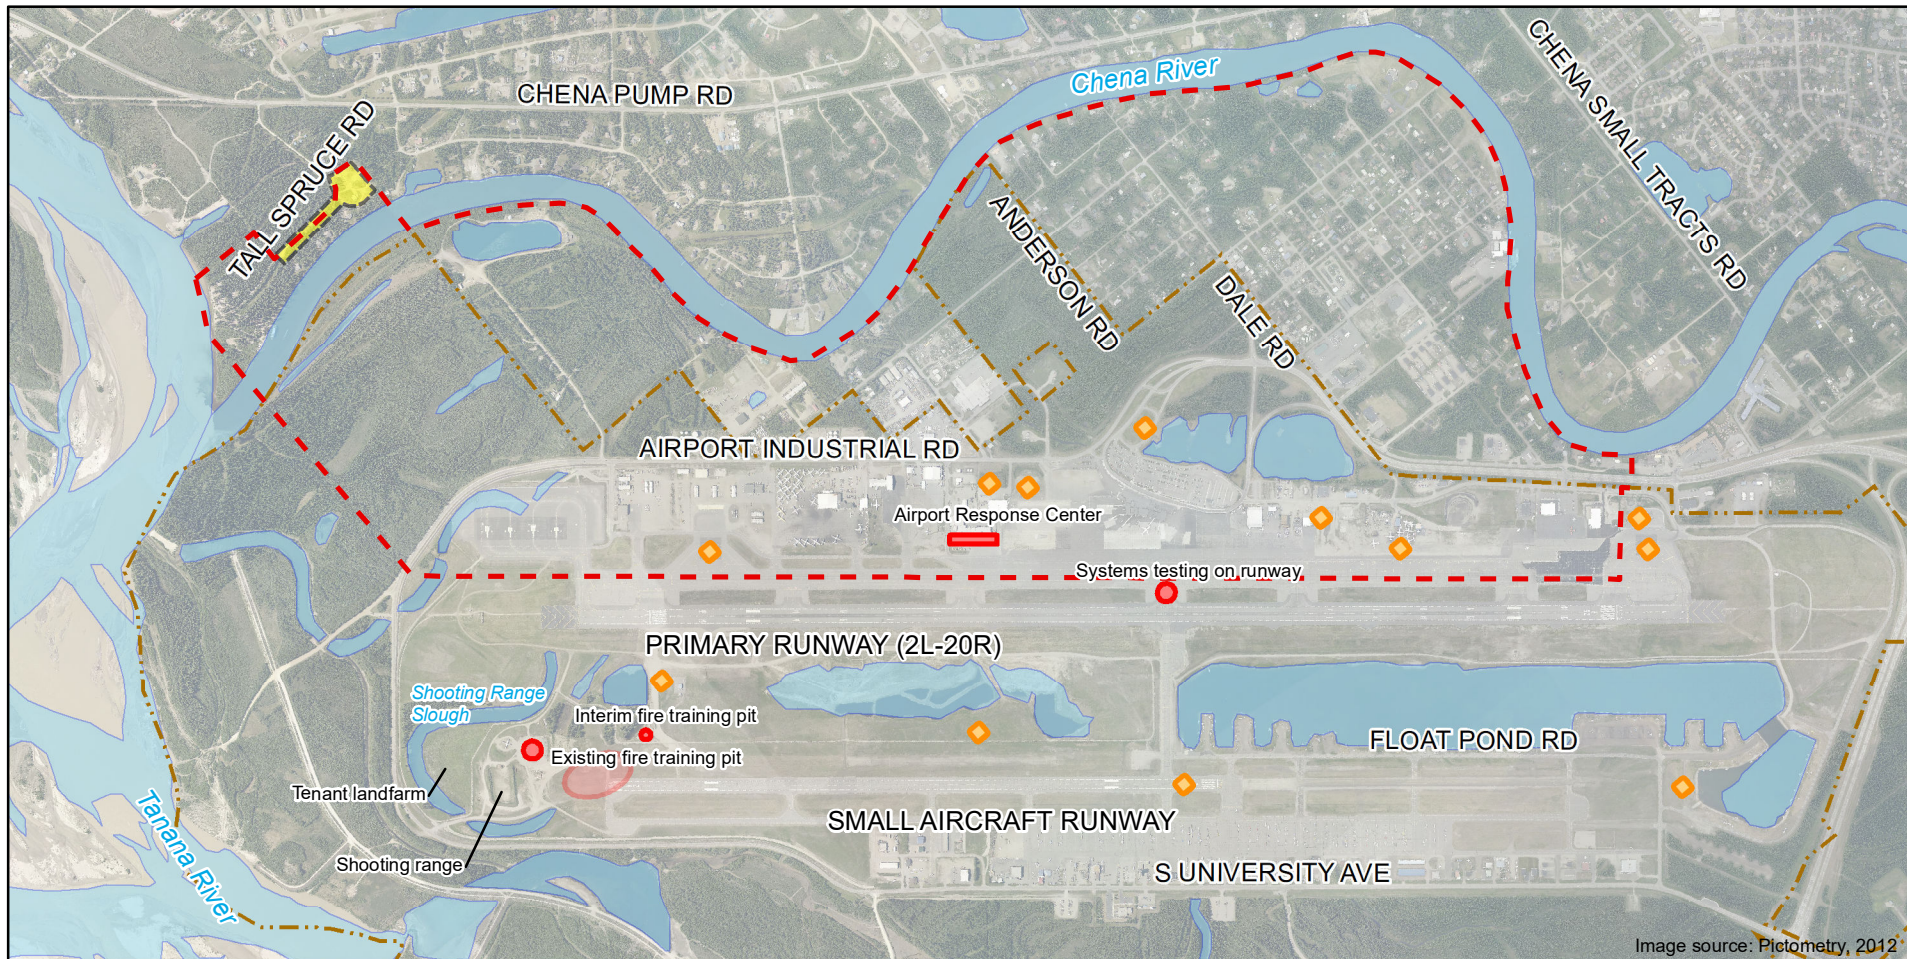 CHENA PUMP RD
Chena River
CHENA SMALL TRACTS RD
TALL SPRUCE RD
ANDERSON RD
DALE RD
AIRPORT INDUSTRIAL RD
Airport Response Center
Systems testing on runway
PRIMARY RUNWAY (2L-20R)
Shooting Range
Slough
Interim fire training pit
Existing fire training pit
FLOAT POND RD
Tenant landfarm
Tanana River
SMALL AIRCRAFT RUNWAY
Shooting range
S UNIVERSITY AVE
Image source: Pictometry, 2012